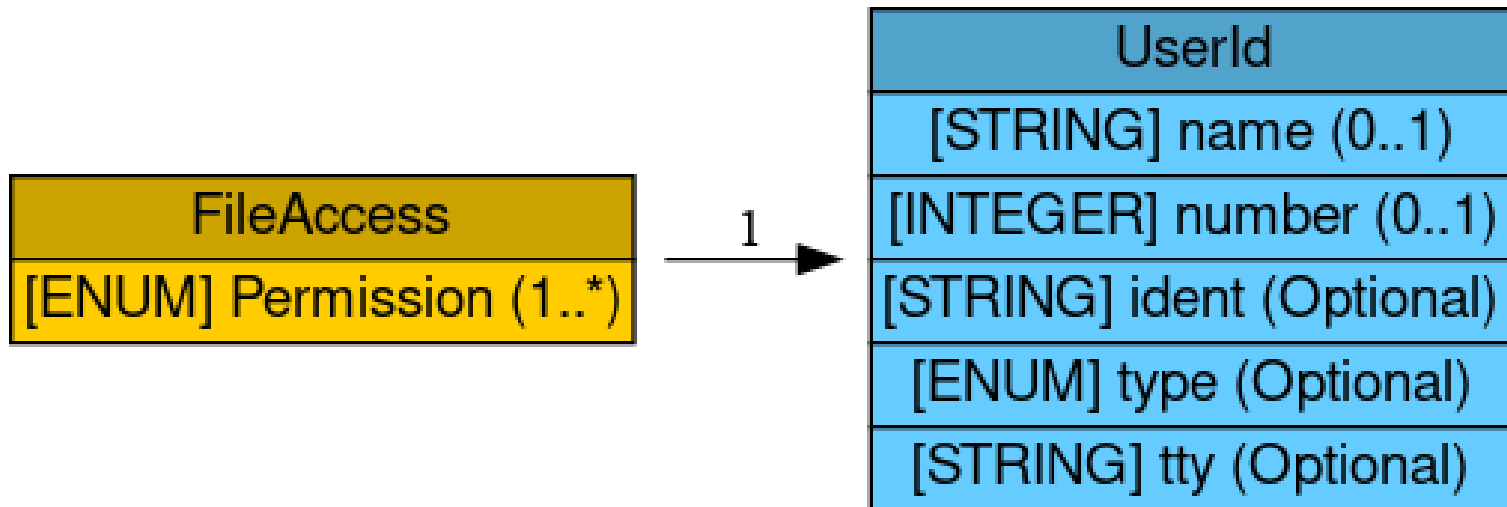 FileAccess
[ENUM] Permission (1..*)
1
UserId
[STRING] name (0..1)
[INTEGER] number (0..1)
[STRING] ident (Optional)
[ENUM] type (Optional)
[STRING] tty (Optional)